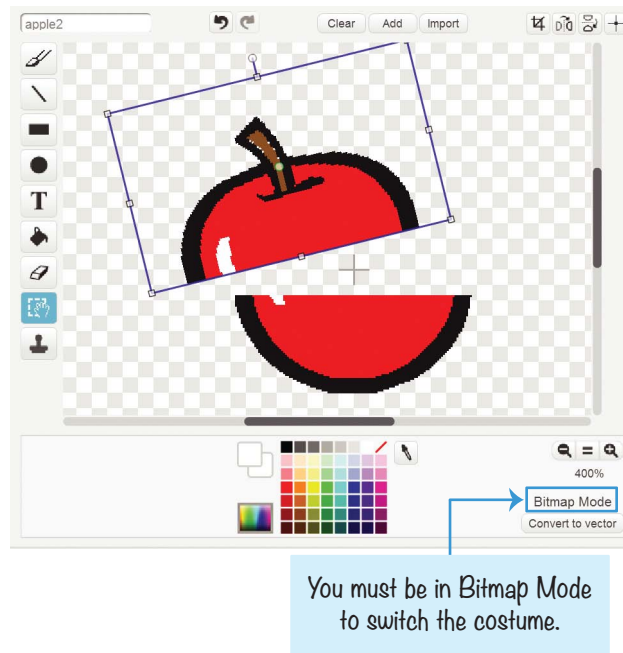 apple2
Clear Add Import
T
400%
Bitmap Mode
Convert to vector
You must be in Bitmap Mode
to switch the costume.